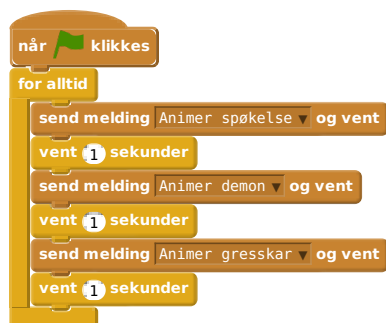 når klikkes
for alltid
send melding Animer spøkelse og vent
vent 1 sekunder
send melding Animer demon og vent
vent 1 sekunder
send melding Animer gresskar og vent
vent 1 sekunder